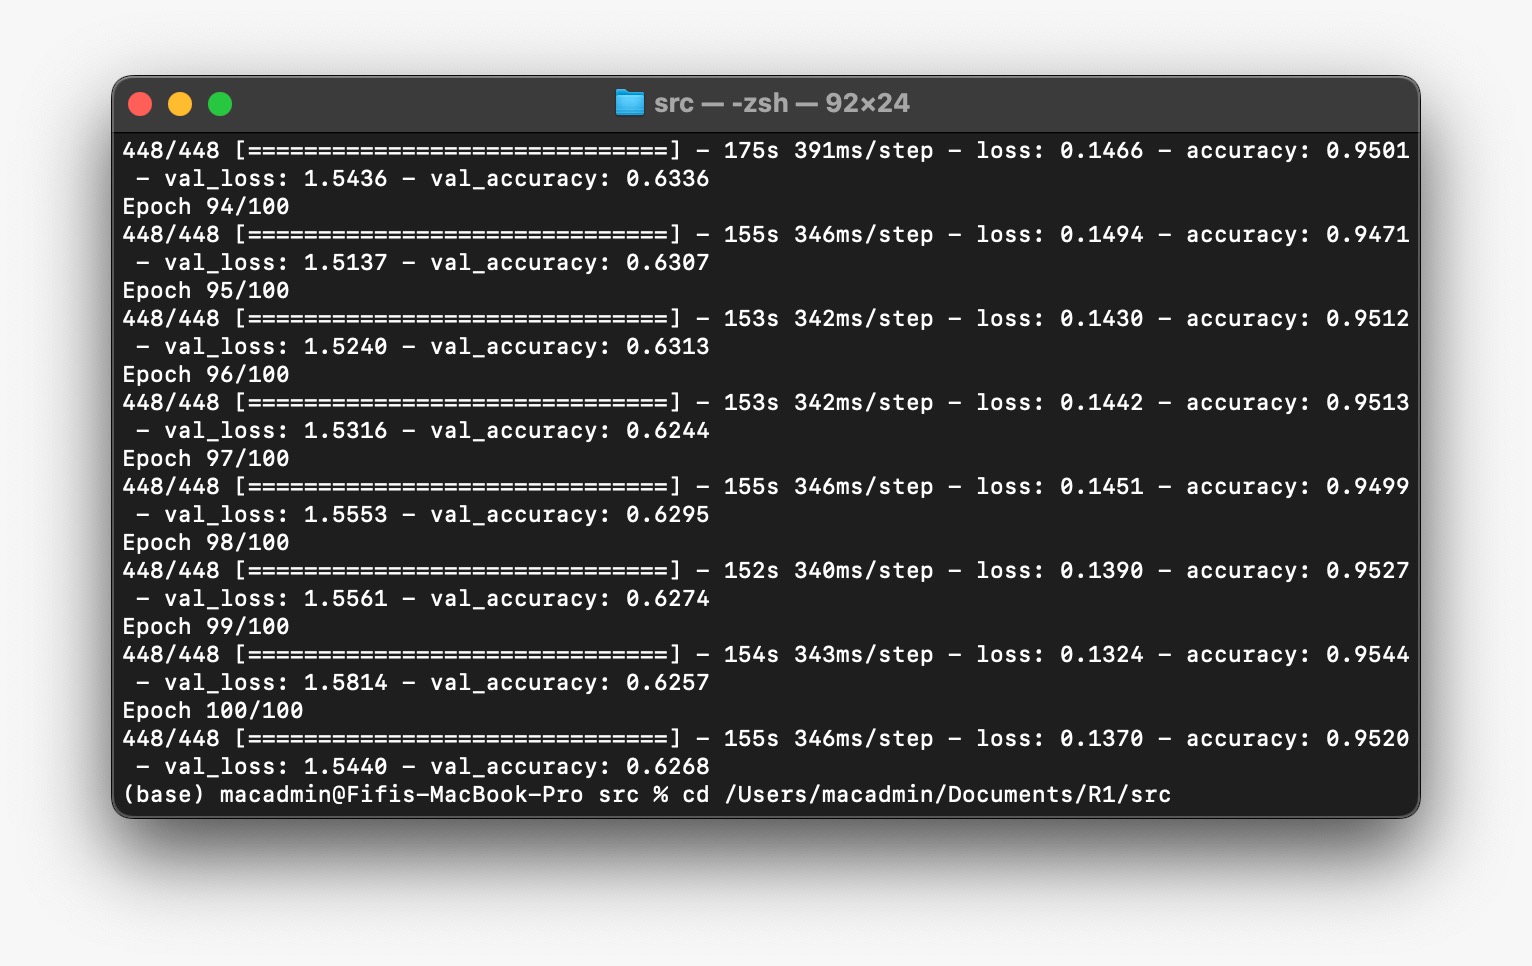 src — -zsh — 92×24
448/448 [==============================] - 175s 391ms/step - loss: 0.1466 - accuracy: 0.9501
 - val_loss: 1.5436 - val_accuracy: 0.6336
Epoch 94/100
448/448 [==============================] - 155s 346ms/step - loss: 0.1494 - accuracy: 0.9471
 - val_loss: 1.5137 - val_accuracy: 0.6307
Epoch 95/100
448/448 [==============================] - 153s 342ms/step - loss: 0.1430 - accuracy: 0.9512
 - val_loss: 1.5240 - val_accuracy: 0.6313
Epoch 96/100
448/448 [==============================] - 153s 342ms/step - loss: 0.1442 - accuracy: 0.9513
 - val_loss: 1.5316 - val_accuracy: 0.6244
Epoch 97/100
448/448 [==============================] - 155s 346ms/step - loss: 0.1451 - accuracy: 0.9499
 - val_loss: 1.5553 - val_accuracy: 0.6295
Epoch 98/100
448/448 [==============================] - 152s 340ms/step - loss: 0.1390 - accuracy: 0.9527
 - val_loss: 1.5561 - val_accuracy: 0.6274
Epoch 99/100
448/448 [==============================] - 154s 343ms/step - loss: 0.1324 - accuracy: 0.9544
 - val_loss: 1.5814 - val_accuracy: 0.6257
Epoch 100/100
448/448 [==============================] - 155s 346ms/step - loss: 0.1370 - accuracy: 0.9520
 - val_loss: 1.5440 - val_accuracy: 0.6268
(base) macadmin@Fifis-MacBook-Pro src % cd /Users/macadmin/Documents/R1/src